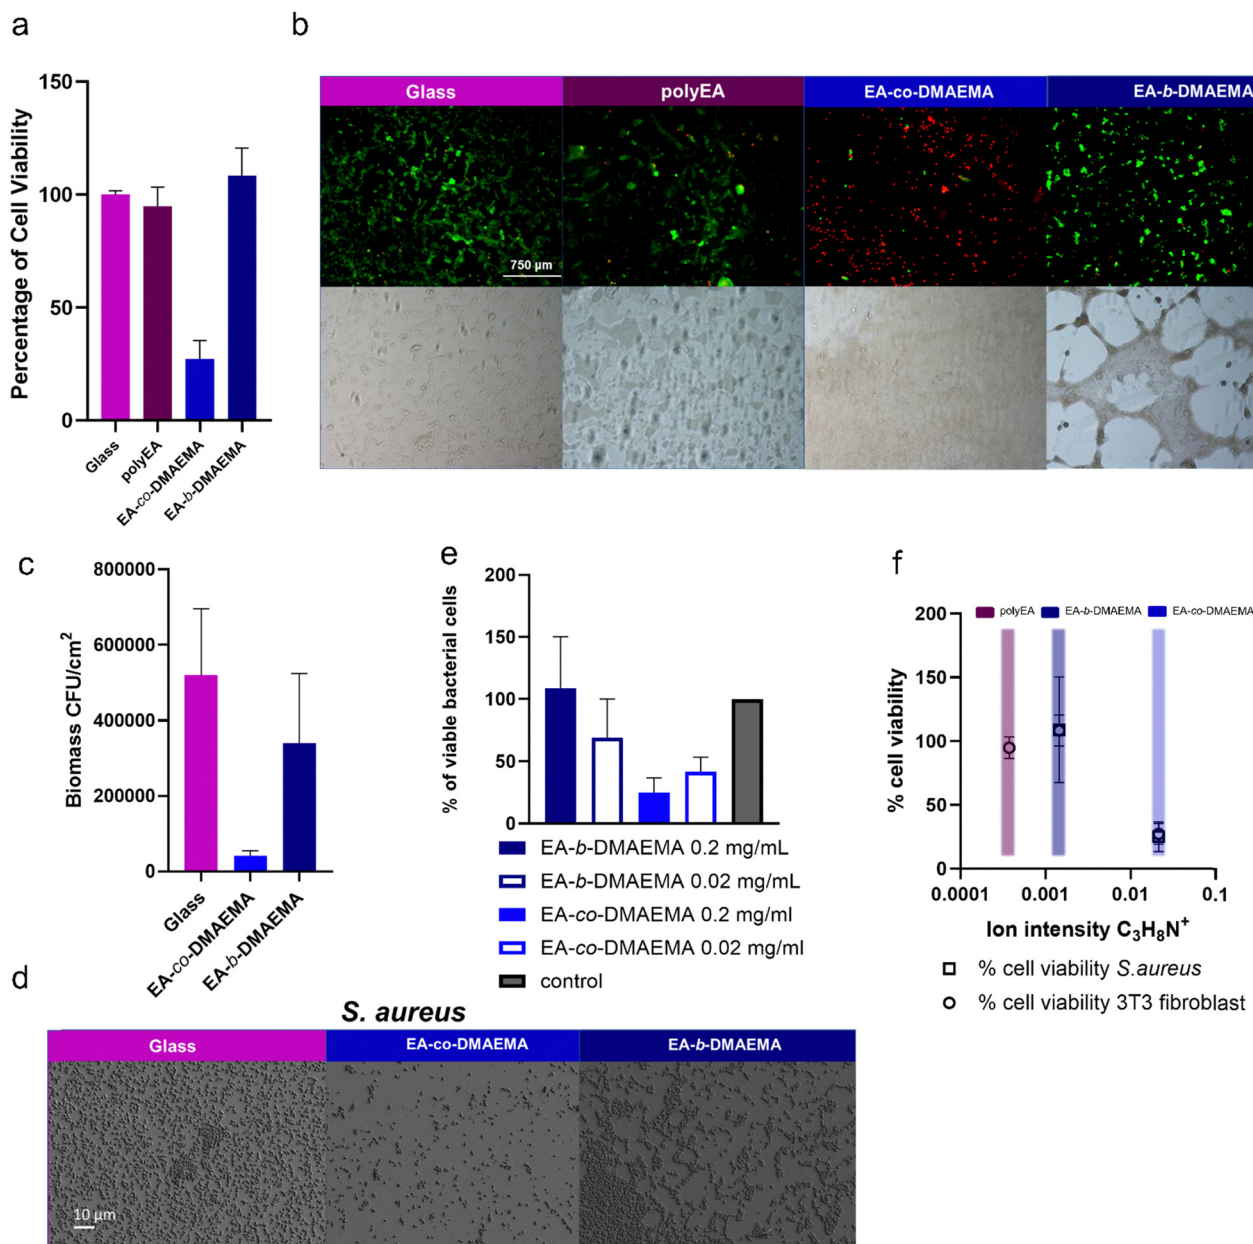 a
Percentage of Cell Viability
150
100
50
0
Glass
polyEA
EA-co-DMAEMA
EA-b-DMAEMA
b
Glass
polyEA
EA-co-DMAEMA
EA-b-DMAEMA
750 µm
c
Biomass CFU/cm²
800000
600000
400000
200000
0
Glass
EA-co-DMAEMA
EA-b-DMAEMA
e
% of viable bacterial cells
200
150
100
50
0
EA-b-DMAEMA 0.2 mg/mL
EA-b-DMAEMA 0.02 mg/mL
EA-co-DMAEMA 0.2 mg/ml
EA-co-DMAEMA 0.02 mg/ml
control
f
polyEA EA-b-DMAEMA EA-co-DMAEMA
% cell viability
200
150
100
50
0
0.0001 0.001 0.01 0.1
Ion intensity C₃H₈N⁺
% cell viability S.aureus
% cell viability 3T3 fibroblast
d
S. aureus
Glass
EA-co-DMAEMA
EA-b-DMAEMA
10 µm